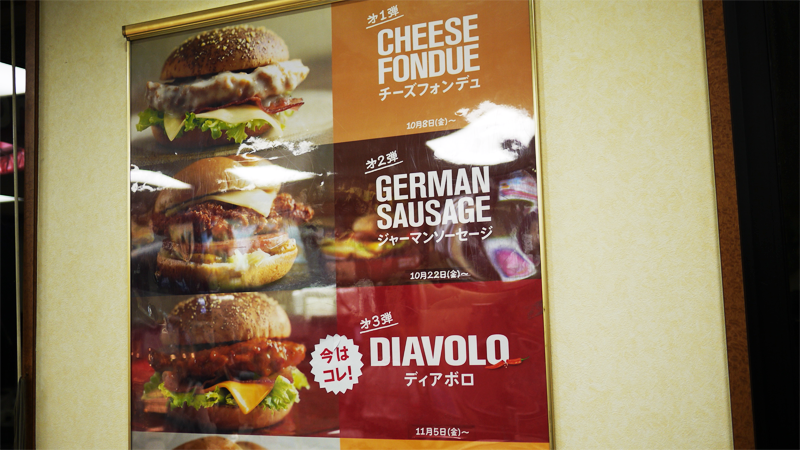 第1弾
CHEESE
FONDUE
チーズフォンデュ
10月8日(金)～
第2弾
GERMAN
SAUSAGE
ジャーマンソーセージ
10月22日(金)～
第3弾
今は
コレ!
DIAVOLO
ディアボロ
11月5日(金)～